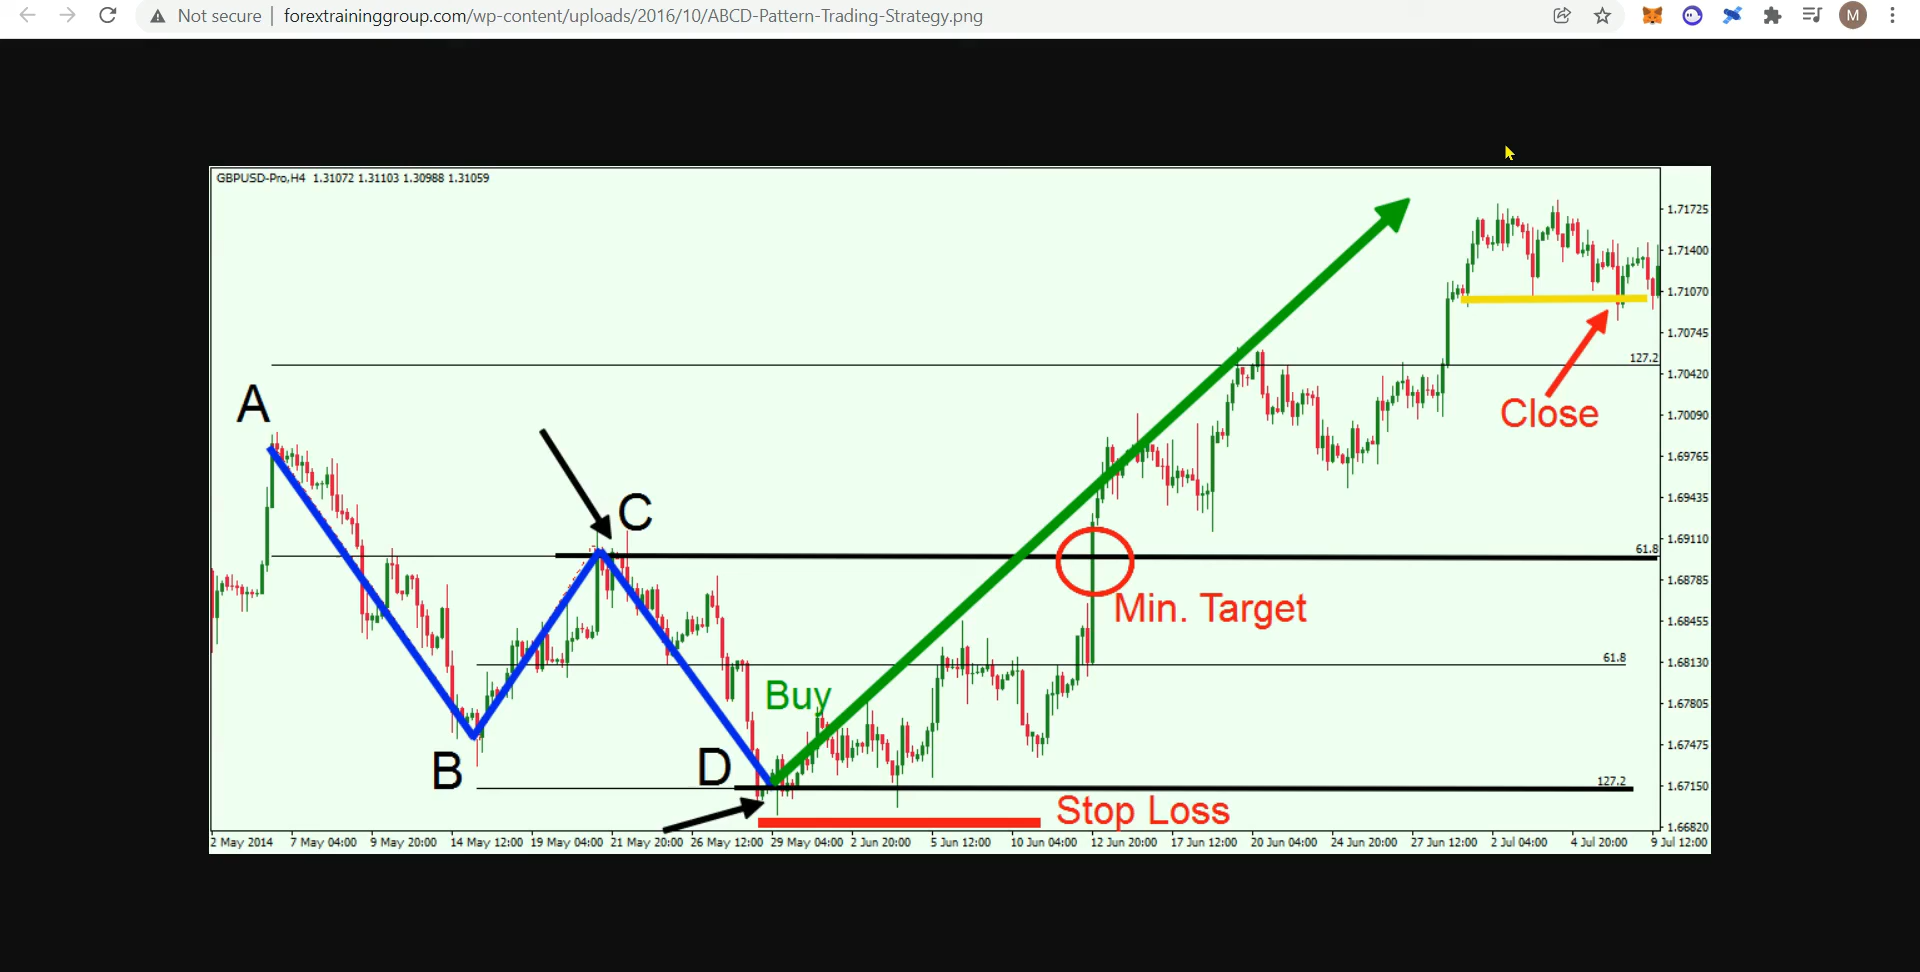 Not secure | forextraininggroup.com/wp-content/uploads/2016/10/ABCD-Pattern-Trading-Strategy.png
M
GBPUSD-Pro,H4 1.31072 1.31103 1.30988 1.31059
1.71725
1.71400
1.71070
1.70745
127.2
1.70420
A
Close
1.70090
1.69765
1.69435
C
1.69110
61.8
1.68785
Min. Target
1.68455
61.8
1.68130
Buy
1.67805
1.67475
B
D
127.2
1.67150
Stop Loss
1.66820
2 May 2014 7 May 04:00 9 May 20:00 14 May 12:00 19 May 04:00 21 May 20:00 26 May 12:00 29 May 04:00 2 Jun 20:00 5 Jun 12:00 10 Jun 04:00 12 Jun 20:00 17 Jun 12:00 20 Jun 04:00 24 Jun 20:00 27 Jun 12:00 2 Jul 04:00 4 Jul 20:00 9 Jul 12:00